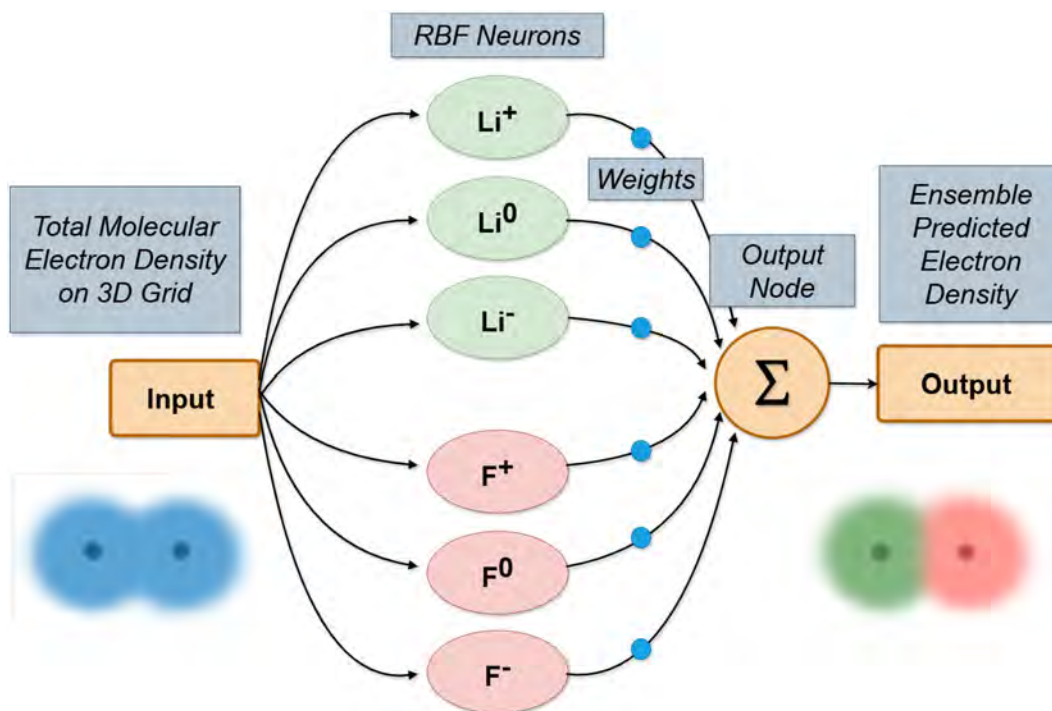 RBF Neurons
Li⁺
Weights
Li⁰
Total Molecular
Electron Density
on 3D Grid
Ensemble
Predicted
Electron
Density
Output
Node
Li⁻
Input
Σ
Output
F⁺
F⁰
F⁻